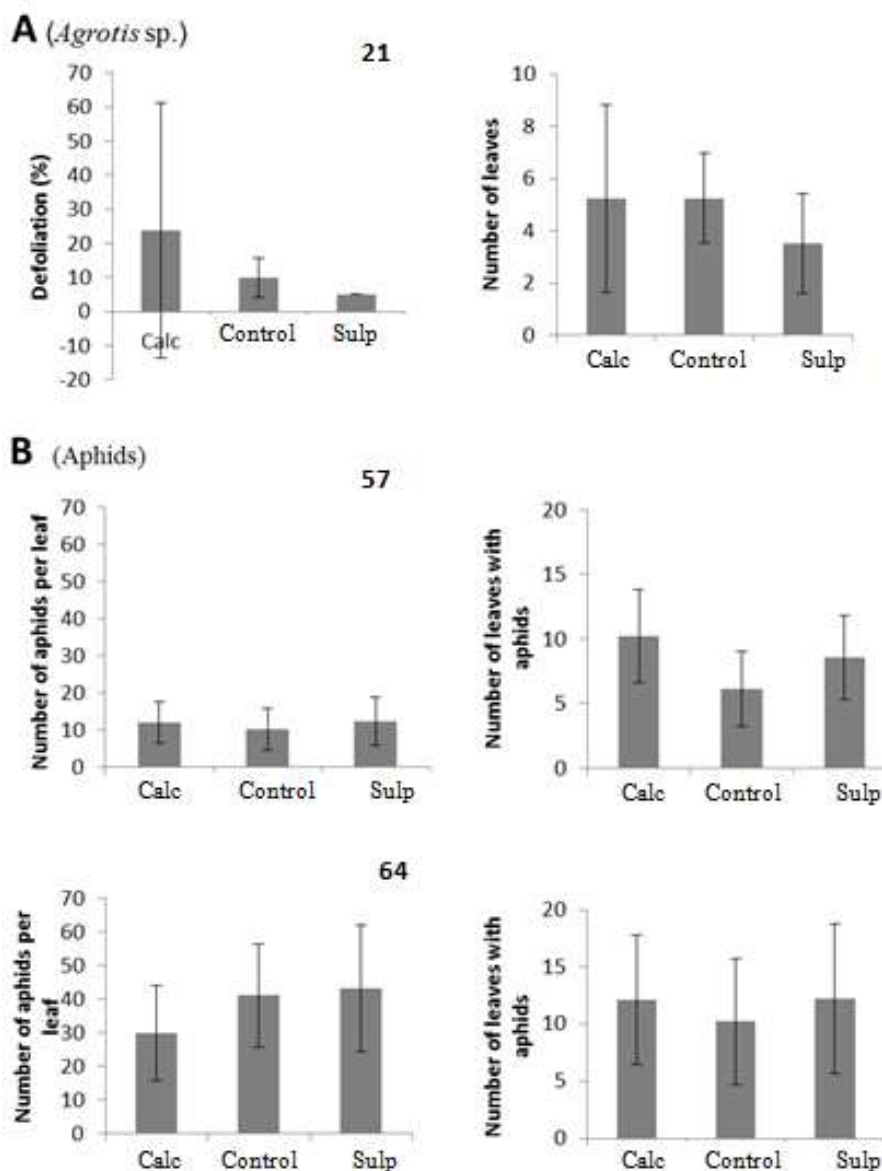 A (Agrotis sp.)
21
Defoliation (%)
70
60
50
40
30
20
10
0
-10
-20
Calc
Control
Sulp
Number of leaves
10
8
6
4
2
0
Calc
Control
Sulp
B (Aphids)
57
Number of aphids per leaf
70
60
50
40
30
20
10
0
Calc
Control
Sulp
Number of leaves with
aphids
20
15
10
5
0
Calc
Control
Sulp
64
Number of aphids per
leaf
70
60
50
40
30
20
10
0
Calc
Control
Sulp
Number of leaves with
aphids
20
15
10
5
0
Calc
Control
Sulp